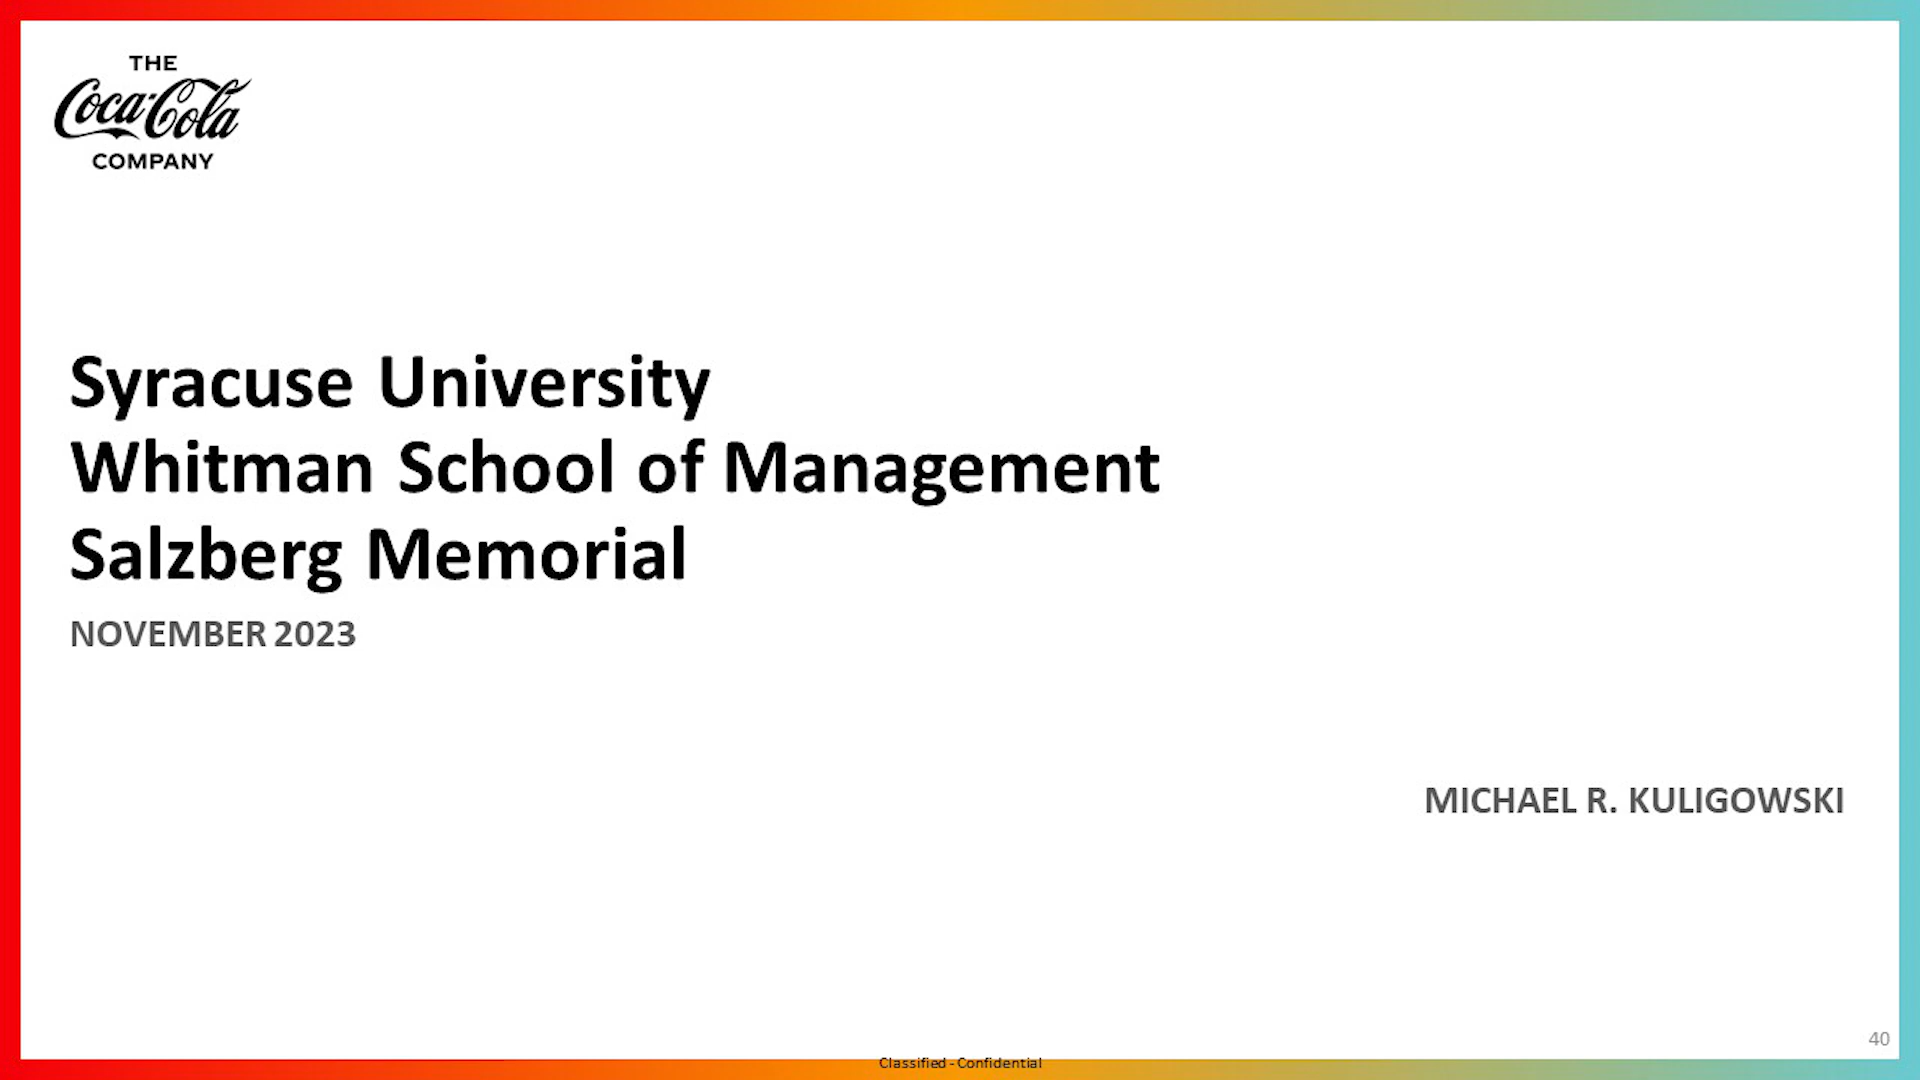 THE
Coca-Cola
COMPANY
Syracuse University
Whitman School of Management
Salzberg Memorial
NOVEMBER 2023
MICHAEL R. KULIGOWSKI
40
Classified - Confidential